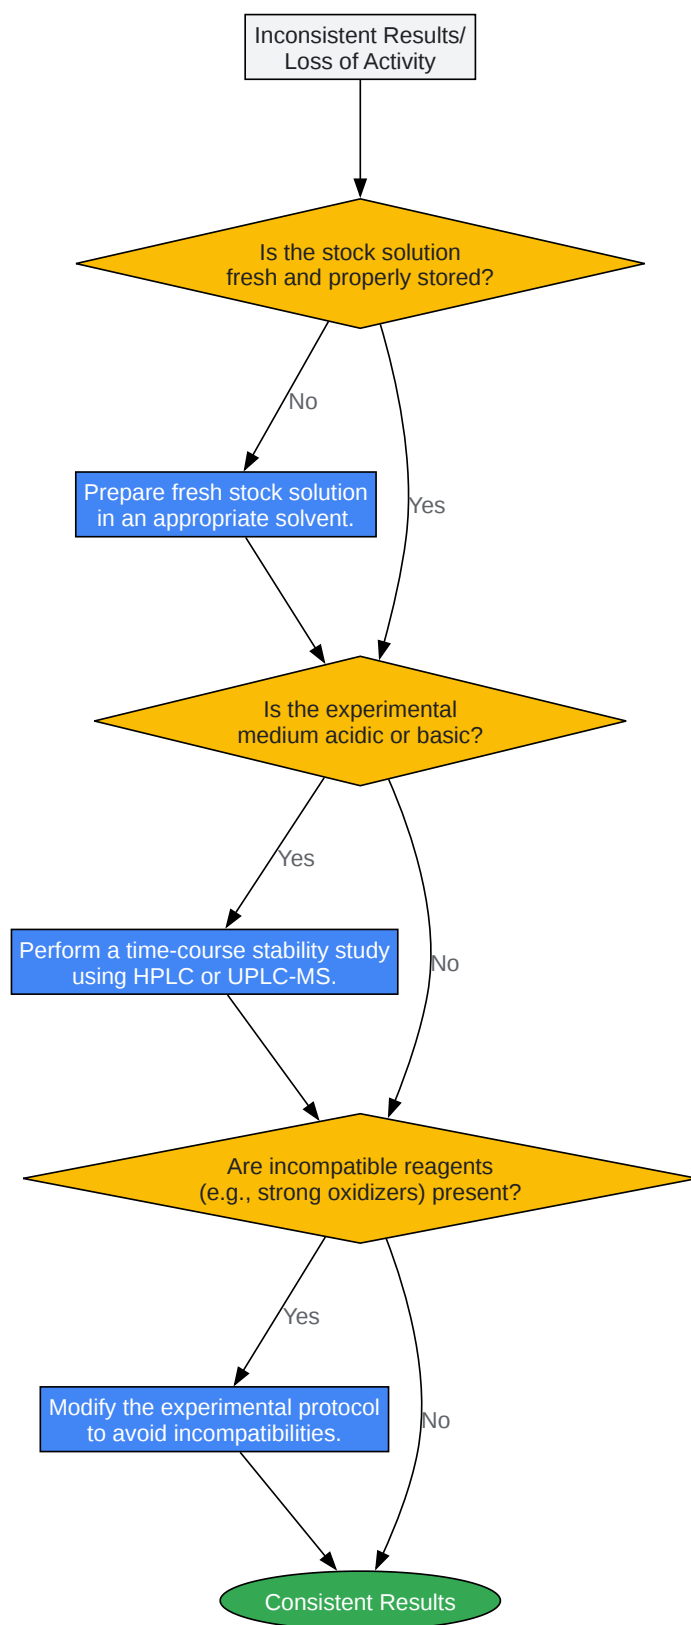 Inconsistent Results/
Loss of Activity
Is the stock solution
fresh and properly stored?
No
Prepare fresh stock solution
in an appropriate solvent.
Yes
Is the experimental
medium acidic or basic?
Yes
Perform a time-course stability study
using HPLC or UPLC-MS.
No
Are incompatible reagents
(e.g., strong oxidizers) present?
Yes
Modify the experimental protocol
to avoid incompatibilities.
No
Consistent Results